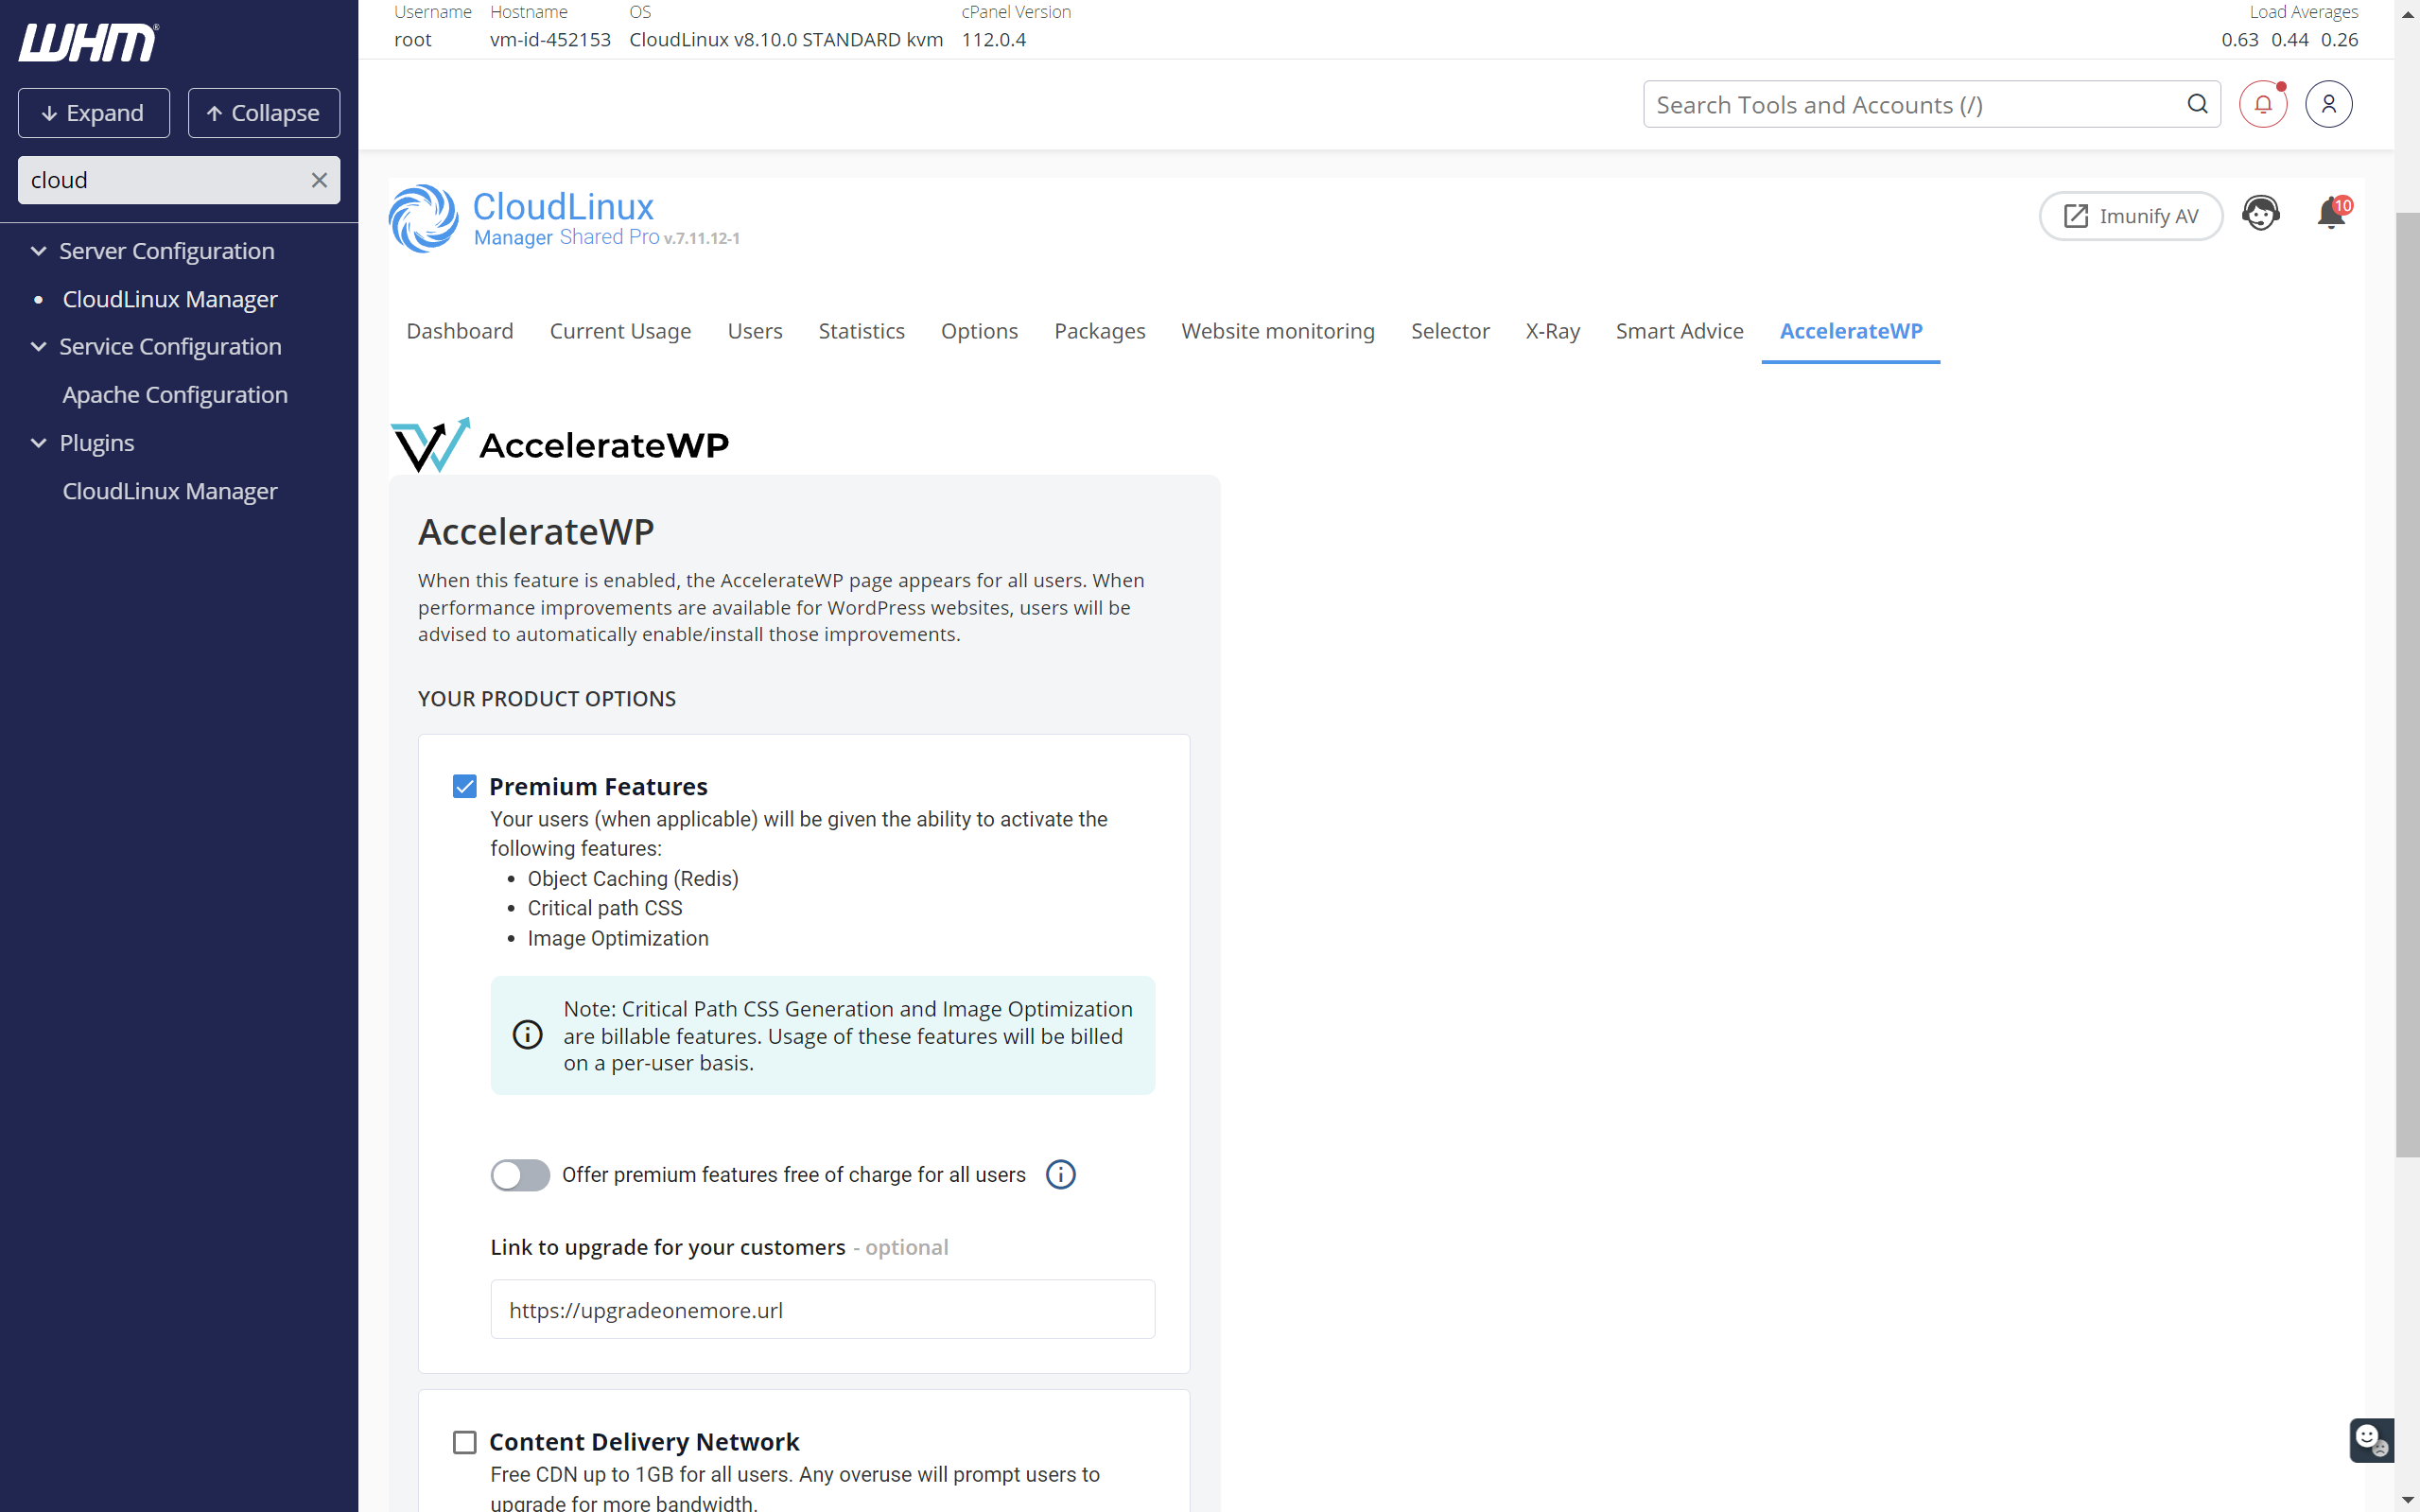 Username Hostname OS cPanel Version Load Averages
root vm-id-452153 CloudLinux v8.10.0 STANDARD kvm 112.0.4 0.63 0.44 0.26
WHM®
Expand Collapse
cloud
Search Tools and Accounts (/)
Server Configuration
CloudLinux Manager
Service Configuration
Apache Configuration
Plugins
CloudLinux Manager
CloudLinux
Manager Shared Pro v.7.11.12-1
Imunify AV
10
Dashboard Current Usage Users Statistics Options Packages Website monitoring Selector X-Ray Smart Advice AccelerateWP
AccelerateWP
AccelerateWP
When this feature is enabled, the AccelerateWP page appears for all users. When
performance improvements are available for WordPress websites, users will be
advised to automatically enable/install those improvements.
YOUR PRODUCT OPTIONS
Premium Features
Your users (when applicable) will be given the ability to activate the
following features:
• Object Caching (Redis)
• Critical path CSS
• Image Optimization
Note: Critical Path CSS Generation and Image Optimization
are billable features. Usage of these features will be billed
on a per-user basis.
Offer premium features free of charge for all users
Link to upgrade for your customers - optional
https://upgradeonemore.url
Content Delivery Network
Free CDN up to 1GB for all users. Any overuse will prompt users to
upgrade for more bandwidth.